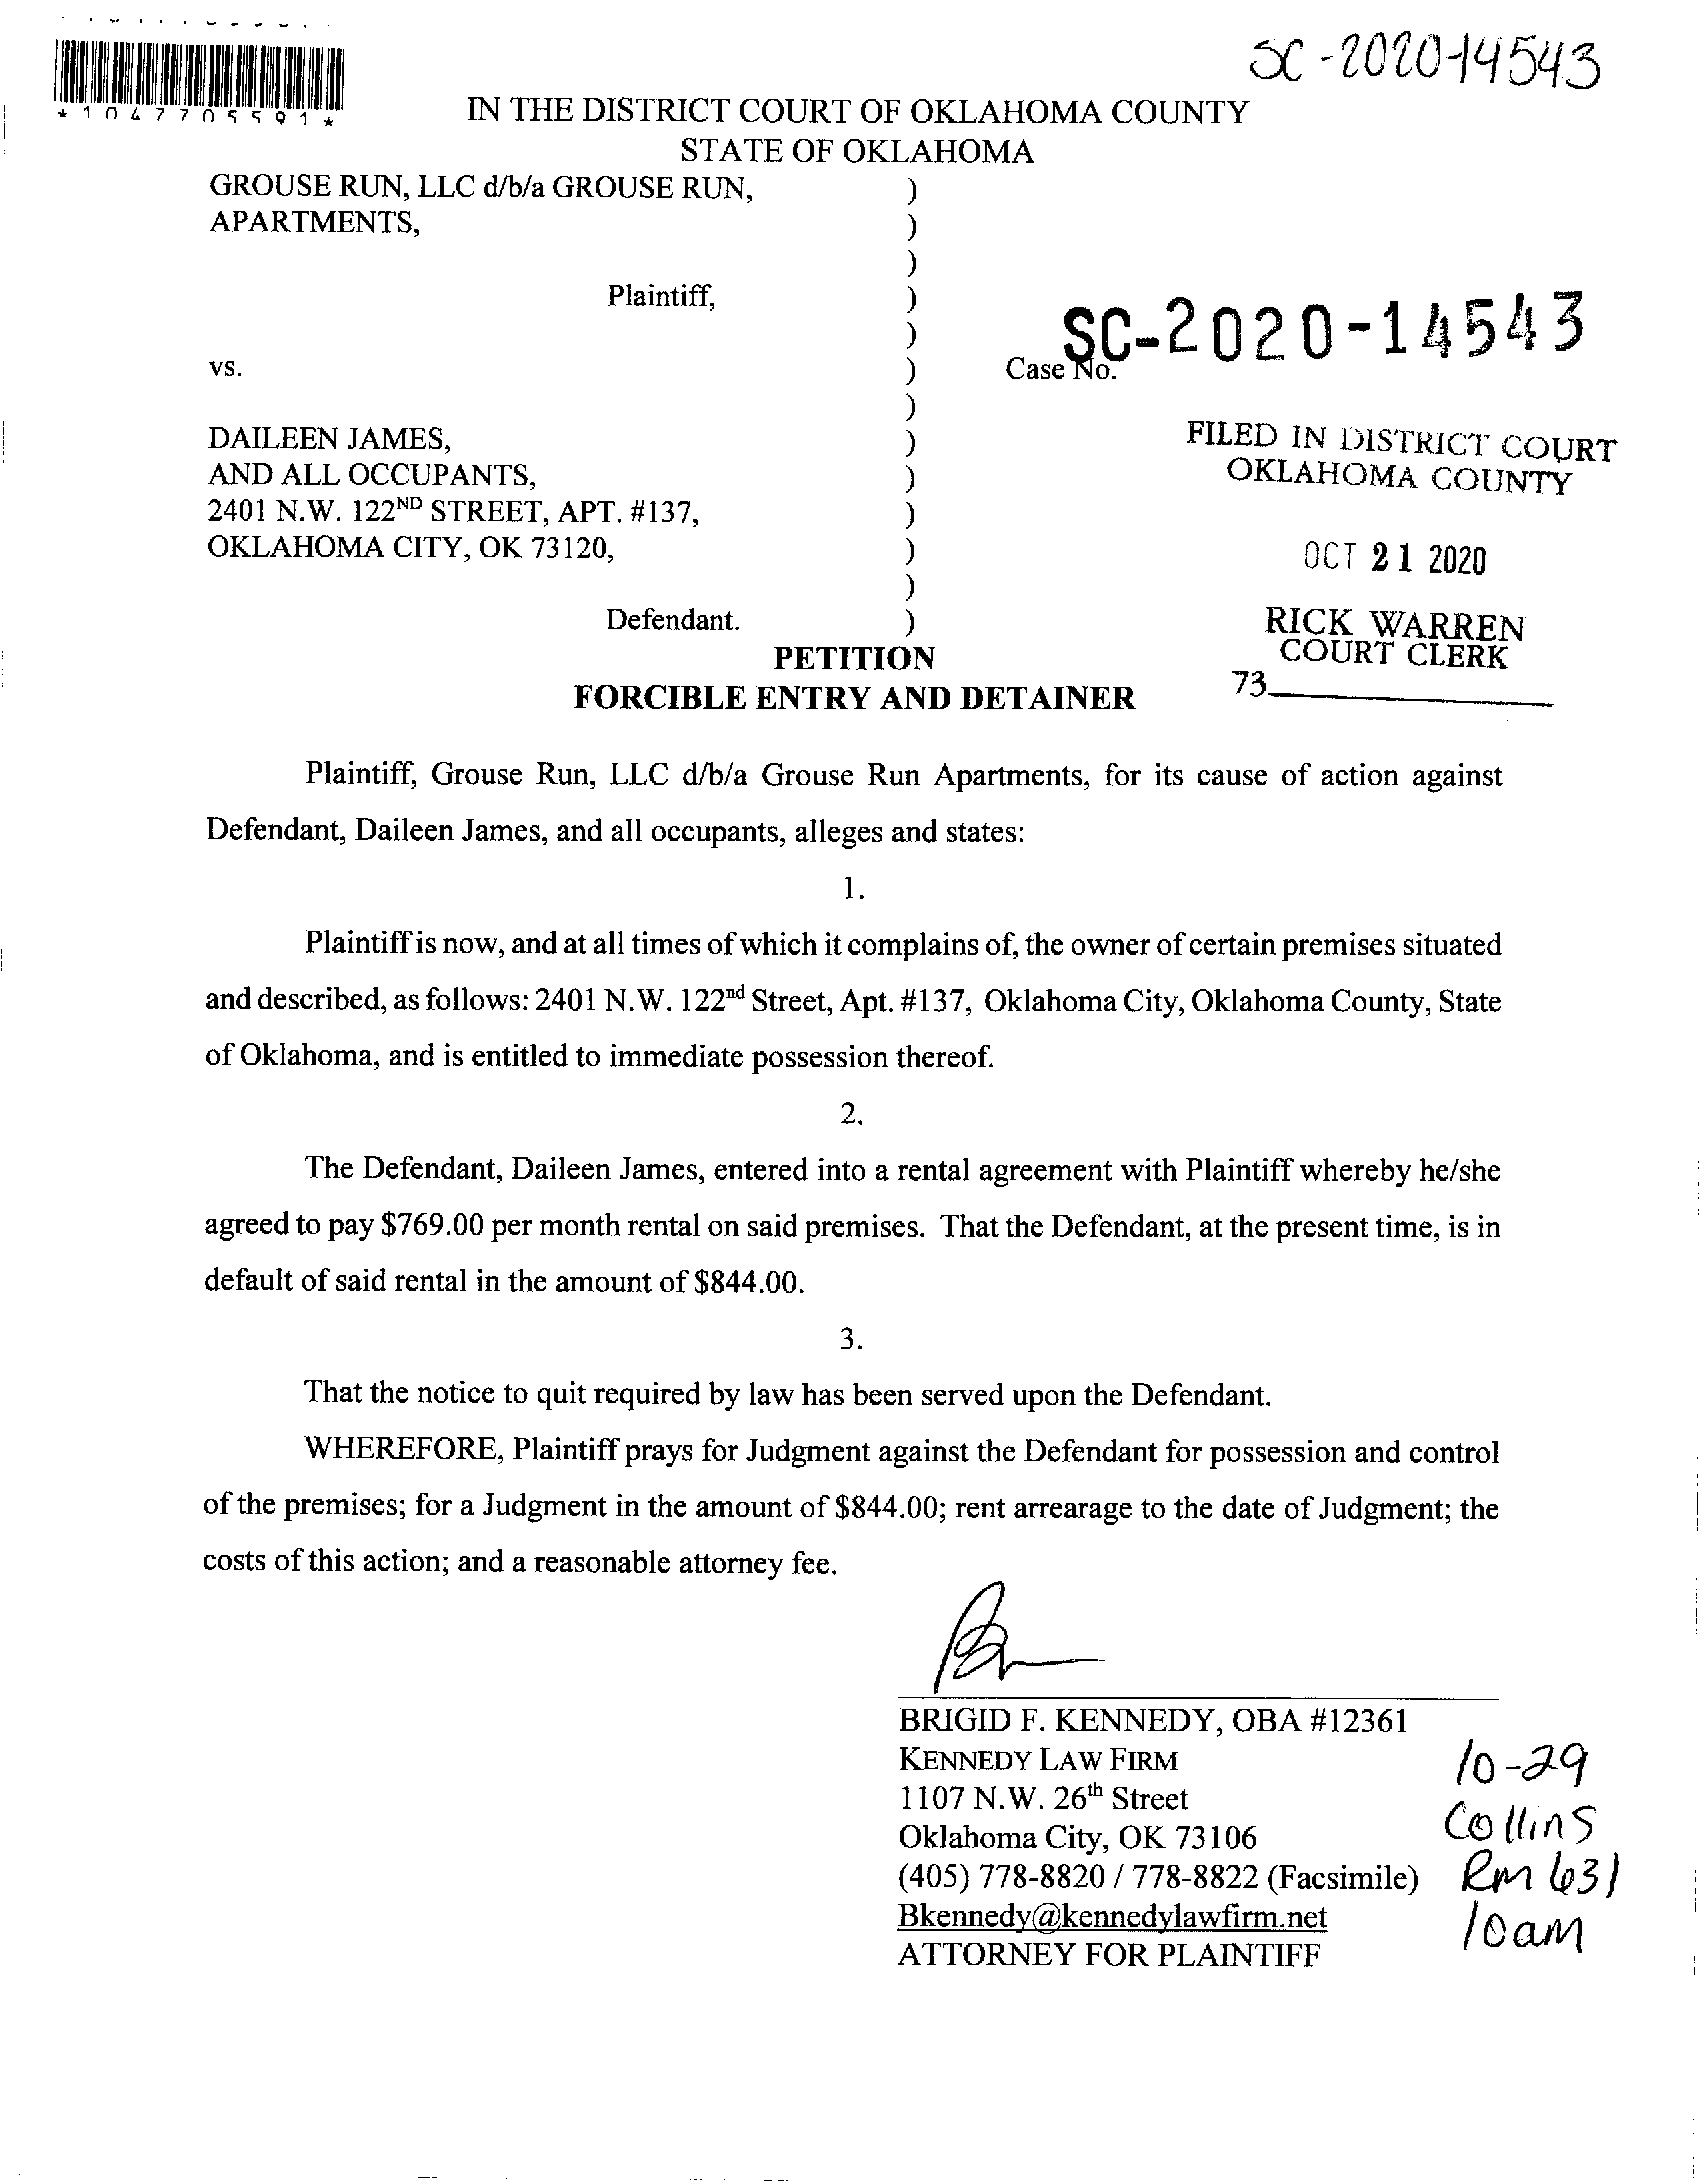 SC-2020-14543
*1047705591*
IN THE DISTRICT COURT OF OKLAHOMA COUNTY
STATE OF OKLAHOMA
GROUSE RUN, LLC d/b/a GROUSE RUN, )
APARTMENTS, )
)
Plaintiff, )
)
vs. ) Case No. SC-2020-14543
)
DAILEEN JAMES, )
AND ALL OCCUPANTS, )
2401 N.W. 122ND STREET, APT. #137, )
OKLAHOMA CITY, OK 73120, )
)
Defendant. )
FILED IN DISTRICT COURT
OKLAHOMA COUNTY
OCT 21 2020
RICK WARREN
COURT CLERK
73
PETITION
FORCIBLE ENTRY AND DETAINER
Plaintiff, Grouse Run, LLC d/b/a Grouse Run Apartments, for its cause of action against
Defendant, Daileen James, and all occupants, alleges and states:
1.
Plaintiff is now, and at all times of which it complains of, the owner of certain premises situated
and described, as follows: 2401 N.W. 122nd Street, Apt. #137, Oklahoma City, Oklahoma County, State
of Oklahoma, and is entitled to immediate possession thereof.
2.
The Defendant, Daileen James, entered into a rental agreement with Plaintiff whereby he/she
agreed to pay $769.00 per month rental on said premises. That the Defendant, at the present time, is in
default of said rental in the amount of $844.00.
3.
That the notice to quit required by law has been served upon the Defendant.
WHEREFORE, Plaintiff prays for Judgment against the Defendant for possession and control
of the premises; for a Judgment in the amount of $844.00; rent arrearage to the date of Judgment; the
costs of this action; and a reasonable attorney fee.
BRIGID F. KENNEDY, OBA #12361
KENNEDY LAW FIRM
1107 N.W. 26th Street
Oklahoma City, OK 73106
(405) 778-8820 / 778-8822 (Facsimile)
Bkennedy@kennedylawfirm.net
ATTORNEY FOR PLAINTIFF
10-29
Collins
Rm 631
10am